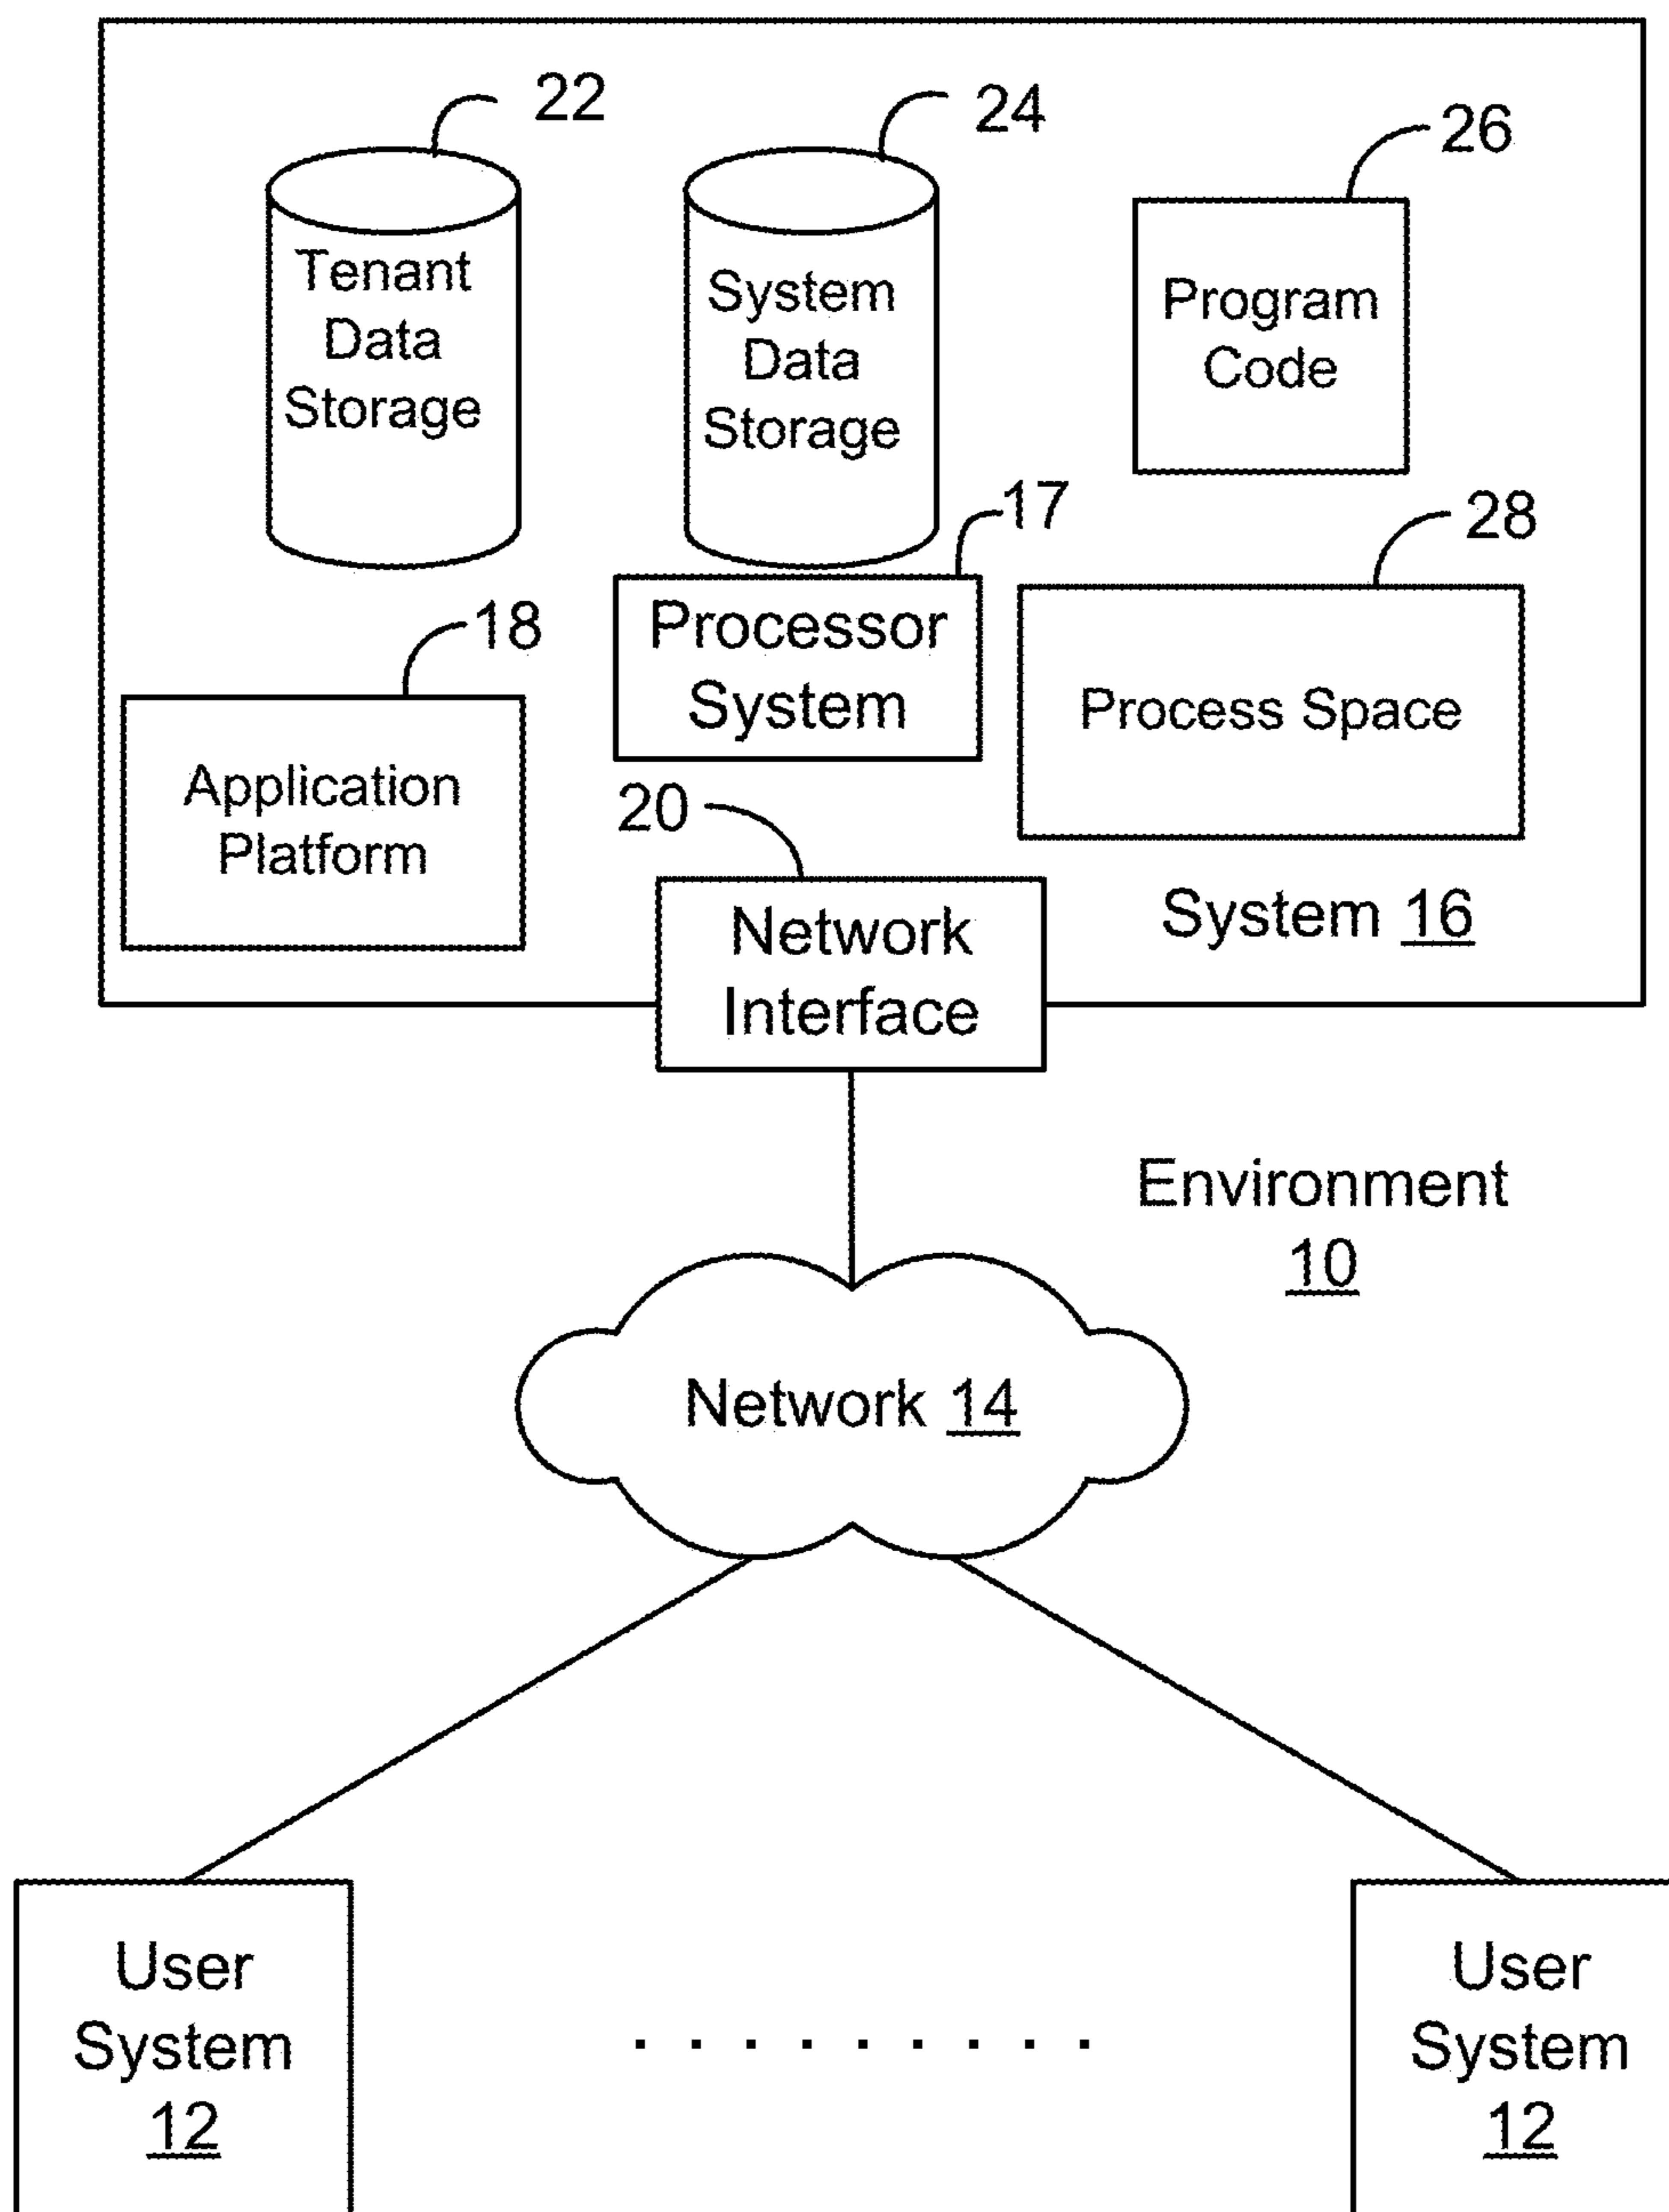 22
24
26
Tenant
Data
Storage
System
Data
Storage
Program
Code
17
28
18
Processor
System
Process Space
Application
Platform
20
Network
Interface
System 16
Environment
10
Network 14
User
System
12
. . . . . . . . .
User
System
12